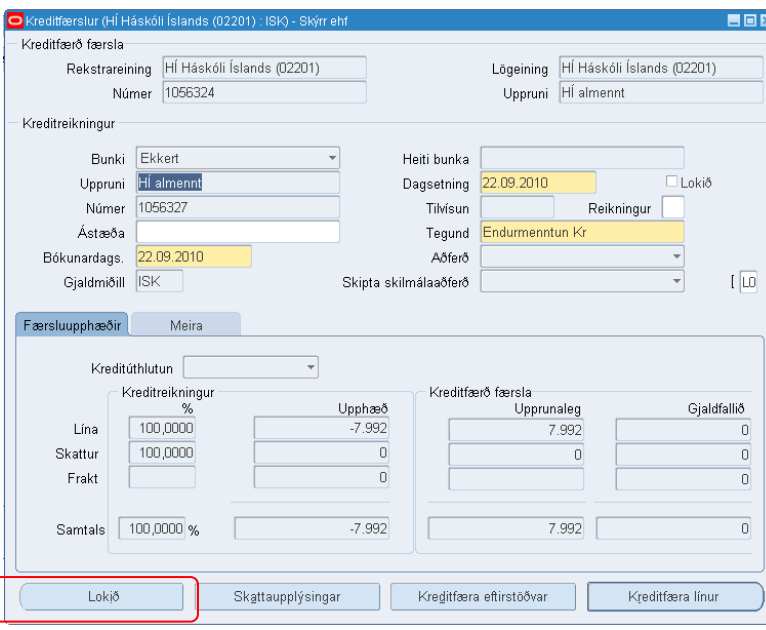 Kreditfærslur (HÍ Háskóli Íslands (02201) : ISK) - Skýrr ehf
Kreditfærð færsla
Rekstrareining HÍ Háskóli Íslands (02201) Lögeining HÍ Háskóli Íslands (02201)
Númer 1056324 Uppruni HÍ almennt
Kreditreikningur
Bunki Ekkert Heiti bunka
Uppruni HÍ almennt Dagsetning 22.09.2010 Lokið
Númer 1056327 Tilvísun Reikningur
Ástæða Tegund Endurmenntun Kr
Bókunardags. 22.09.2010 Aðferð
Gjaldmiðill ISK Skipta skilmálaaðferð [ LO
Færsluupphæðir Meira
Kreditúthlutun
Kreditreikningur Kreditfærð færsla
% Upphæð Upprunaleg Gjaldfallið
Lína 100,0000 -7.992 7.992 0
Skattur 100,0000 0 0 0
Frakt 0 0
Samtals 100,0000 % -7.992 7.992 0
Lokið Skattaupplýsingar Kreditfæra eftirstöðvar Kreditfæra línur